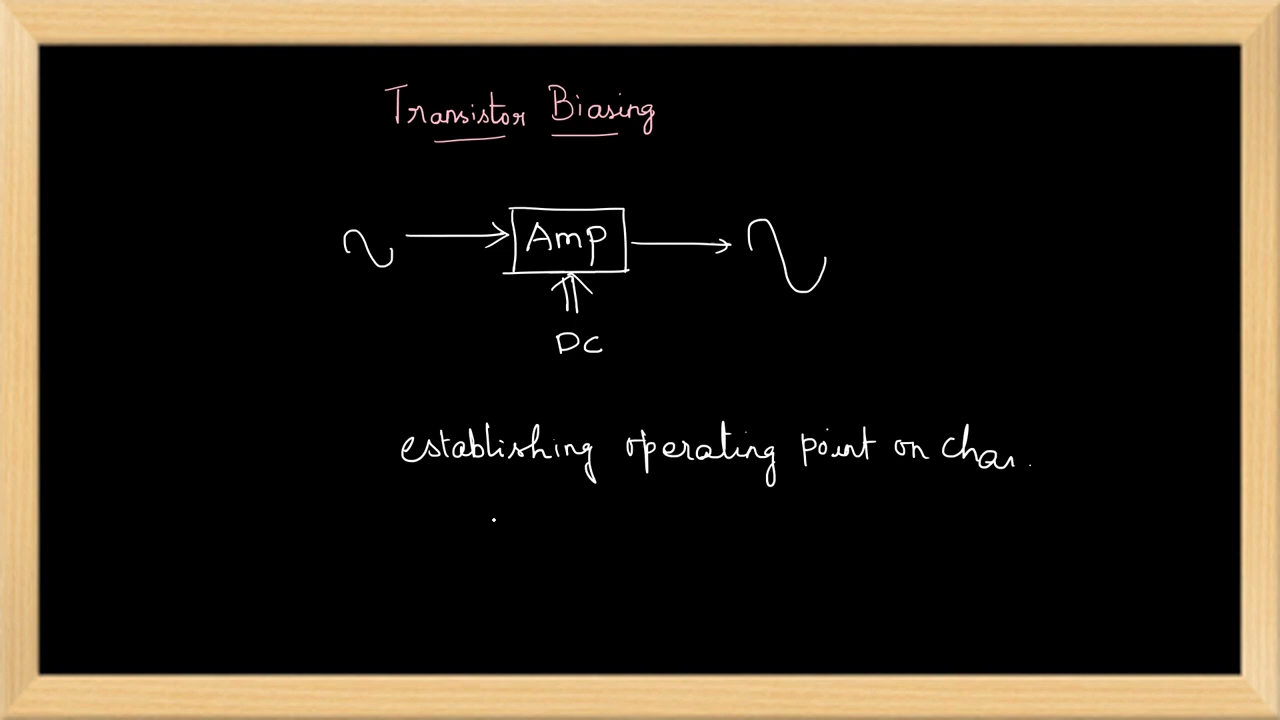 Transistor Biasing
Amp
DC
establishing operating point on char.